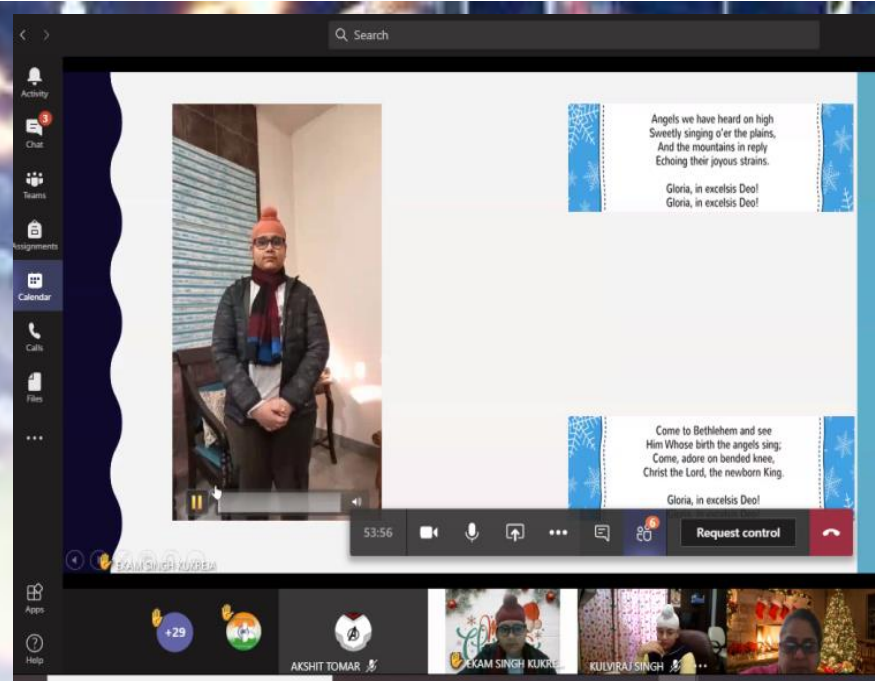 Search
Activity
3
Chat
Teams
Assignments
Calendar
Calls
Files
Apps
Help
Angels we have heard on high
Sweetly singing o'er the plains,
And the mountains in reply
Echoing their joyous strains.
Gloria, in excelsis Deo!
Gloria, in excelsis Deo!
Come to Bethlehem and see
Him Whose birth the angels sing;
Come, adore on bended knee,
Christ the Lord, the newborn King.
Gloria, in excelsis Deo!
53:56
6
Request control
EKAM SINGH KUKREJA
+29
AKSHIT TOMAR
EKAM SINGH KUKRE...
KULVIRAJ SINGH